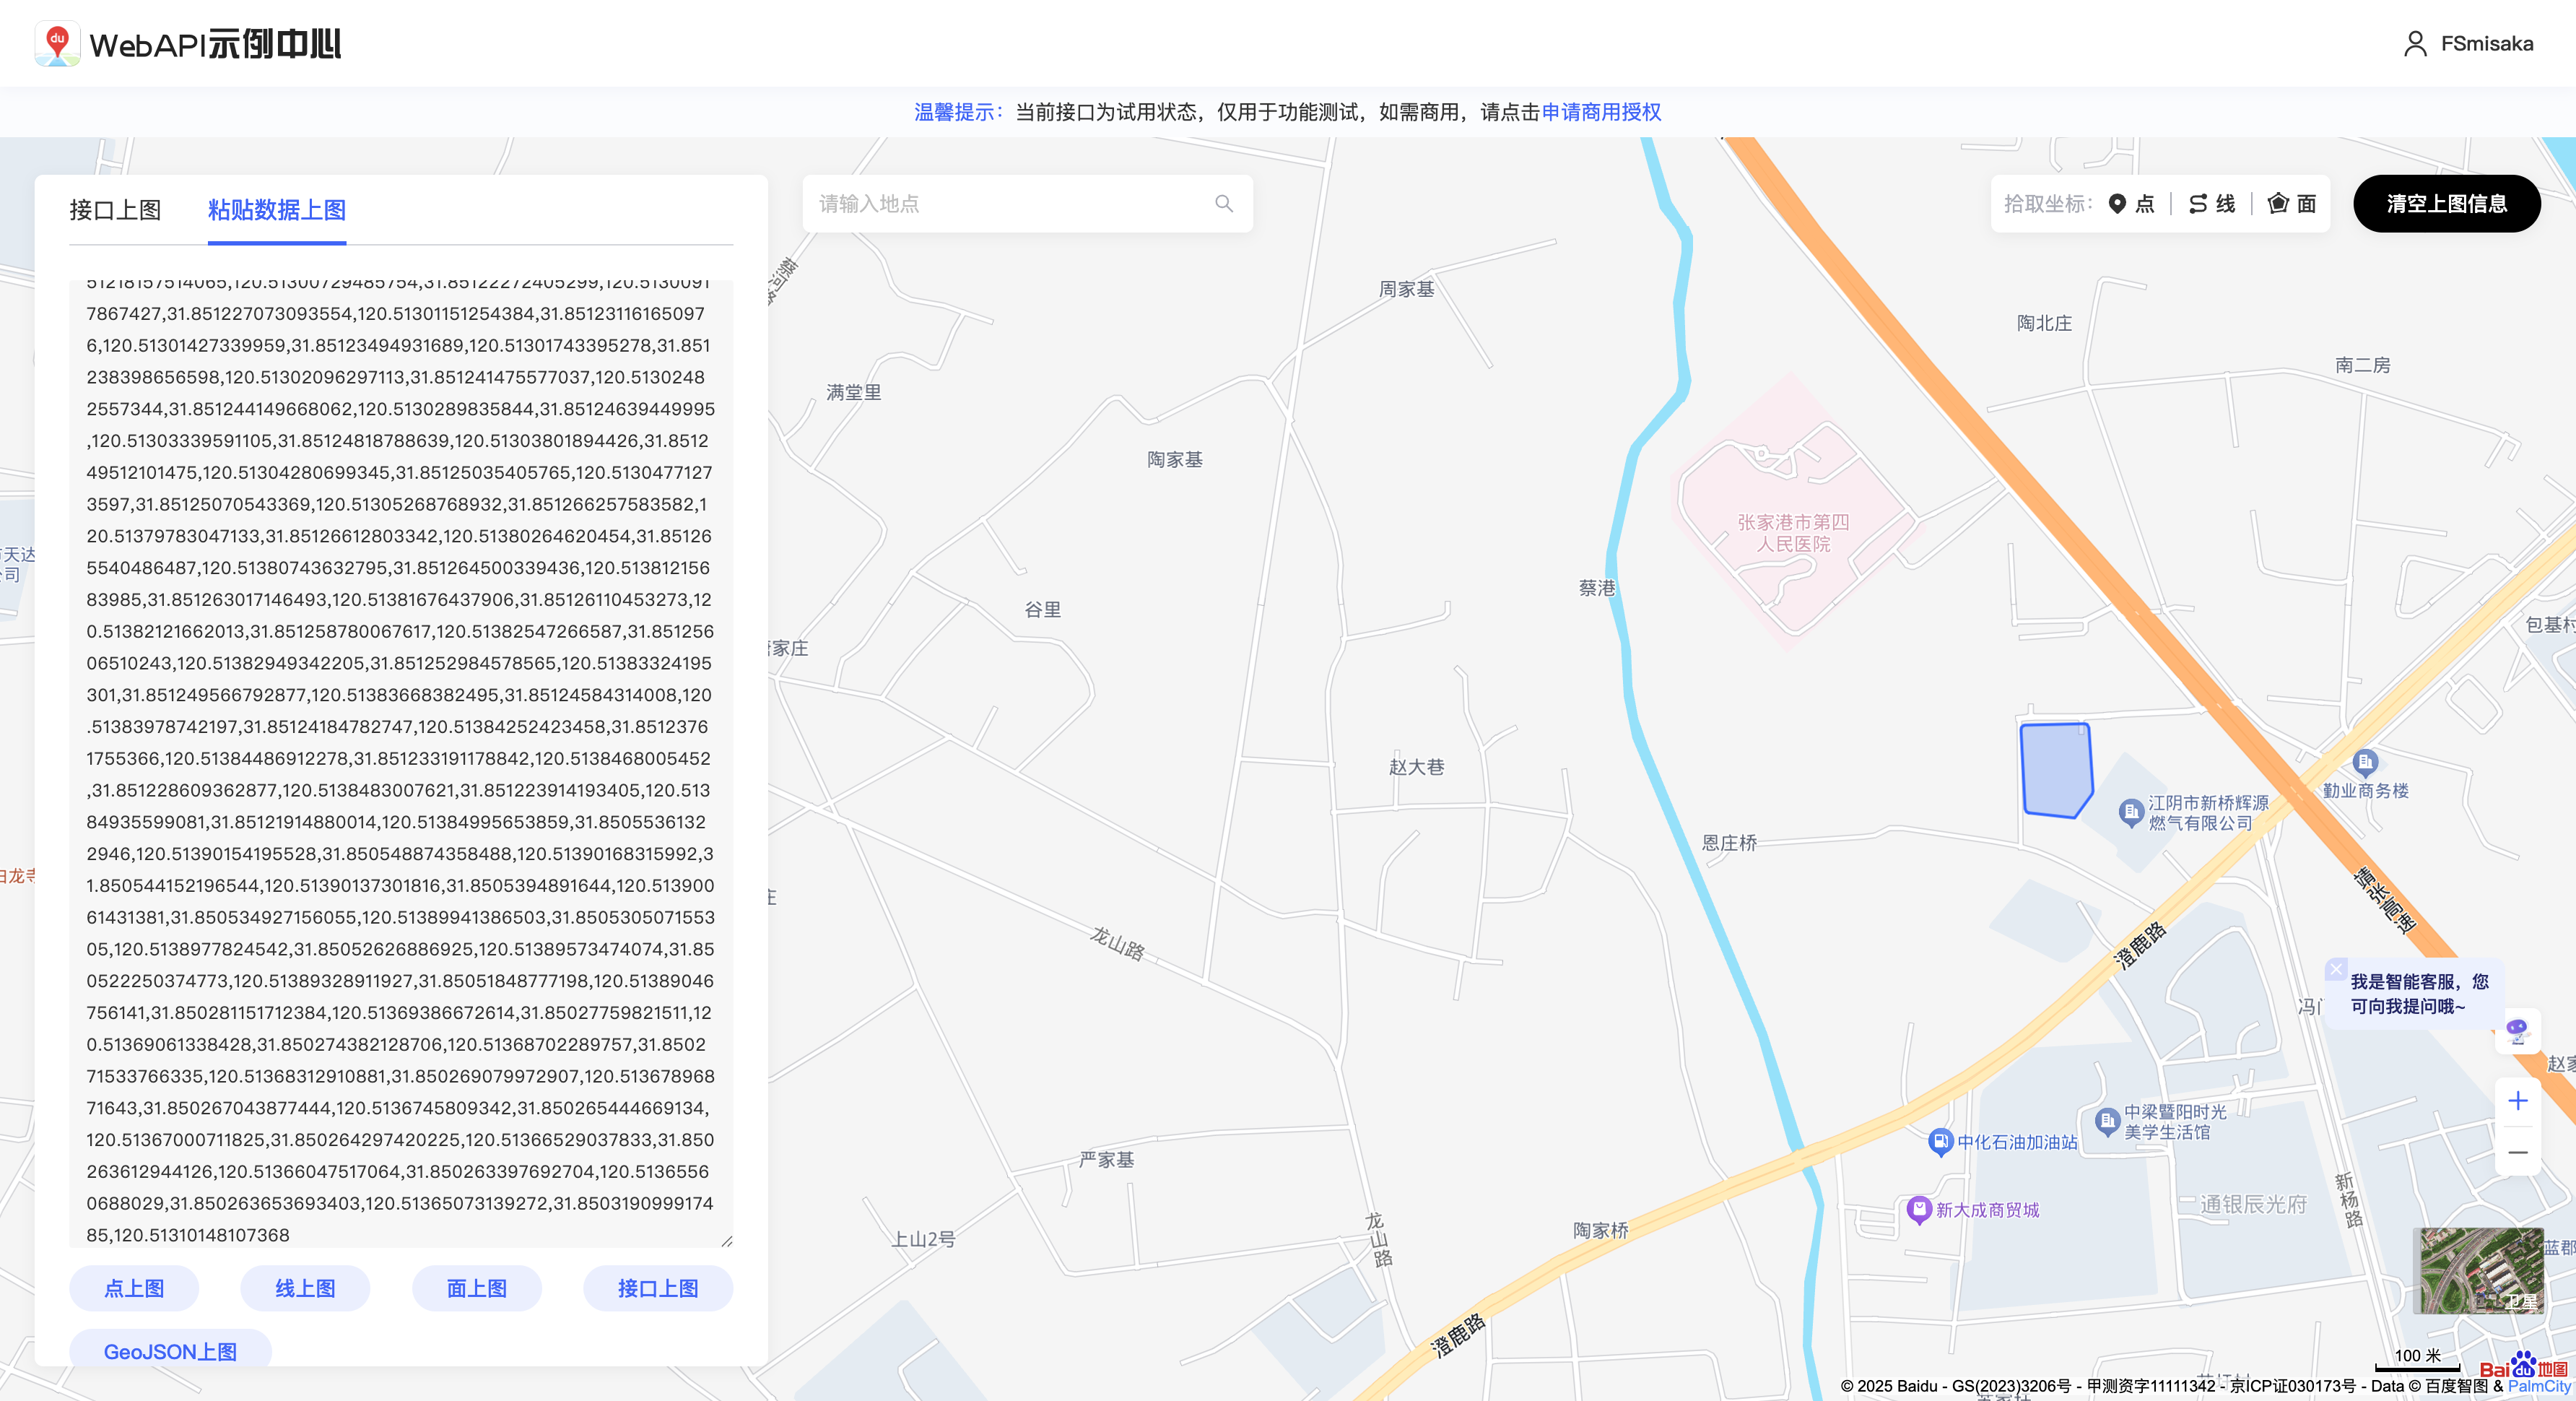 du
WebAPI示例中心
FSmisaka
温馨提示：当前接口为试用状态，仅用于功能测试，如需商用，请点击申请商用授权
接口上图
粘贴数据上图
请输入地点
拾取坐标：
点
线
面
清空上图信息
51218157514065,120.51300729485754,31.85122272405299,120.5130091
7867427,31.851227073093554,120.51301151254384,31.85123116165097
6,120.51301427339959,31.85123494931689,120.51301743395278,31.851
238398656598,120.51302096297113,31.851241475577037,120.5130248
2557344,31.851244149668062,120.5130289835844,31.85124639449995
,120.51303339591105,31.85124818788639,120.51303801894426,31.8512
49512101475,120.51304280699345,31.85125035405765,120.5130477127
3597,31.85125070543369,120.51305268768932,31.851266257583582,1
20.51379783047133,31.85126612803342,120.51380264620454,31.85126
5540486487,120.51380743632795,31.851264500339436,120.513812156
83985,31.851263017146493,120.51381676437906,31.85126110453273,12
0.51382121662013,31.851258780067617,120.51382547266587,31.851256
06510243,120.51382949342205,31.851252984578565,120.51383324195
301,31.851249566792877,120.51383668382495,31.85124584314008,120
.51383978742197,31.85124184782747,120.51384252423458,31.8512376
1755366,120.51384486912278,31.851233191178842,120.5138468005452
,31.851228609362877,120.5138483007621,31.851223914193405,120.513
84935599081,31.85121914880014,120.51384995653859,31.8505536132
2946,120.51390154195528,31.850548874358488,120.51390168315992,3
1.850544152196544,120.51390137301816,31.8505394891644,120.513900
61431381,31.850534927156055,120.51389941386503,31.8505305071553
05,120.5138977824542,31.85052626886925,120.51389573474074,31.85
0522250374773,120.51389328911927,31.85051848777198,120.51389046
756141,31.850281151712384,120.51369386672614,31.85027759821511,12
0.51369061338428,31.850274382128706,120.51368702289757,31.8502
71533766335,120.51368312910881,31.850269079972907,120.513678968
71643,31.850267043877444,120.5136745809342,31.850265444669134,
120.51367000711825,31.850264297420225,120.51366529037833,31.850
263612944126,120.51366047517064,31.850263397692704,120.5136556
0688029,31.850263653693403,120.51365073139272,31.8503190999174
85,120.51310148107368
点上图
线上图
面上图
接口上图
GeoJSON上图
周家基
陶北庄
南二房
满堂里
陶家基
张家港市第四
人民医院
蔡港
谷里
家庄
包基村
赵大巷
勤业商务楼
江阴市新桥辉源
燃气有限公司
恩庄桥
靖张高速
龙山路
澄鹿路
我是智能客服，您
可向我提问哦~
中梁暨阳时光
美学生活馆
中化石油加油站
严家基
新大成商贸城
通银辰光府
新杨路
上山2号
龙山路
陶家桥
澄鹿路
卫星
100 米
Bai du 地图
© 2025 Baidu - GS(2023)3206号 - 甲测资字11111342 - 京ICP证030173号 - Data © 百度智图 & PalmCity